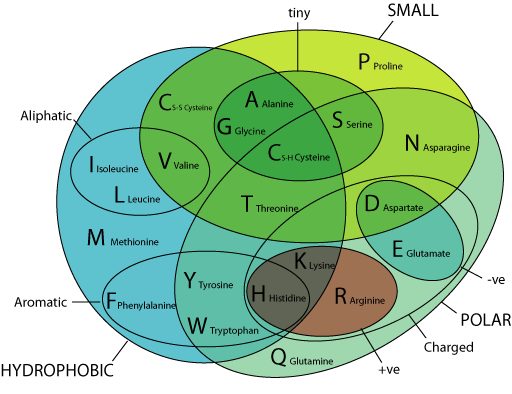 tiny
SMALL
P Proline
C S-S Cysteine
A Alanine
S Serine
Aliphatic
G Glycine
N Asparagine
C S-H Cysteine
I Isoleucine
V Valine
L Leucine
T Threonine
D Aspartate
M Methionine
E Glutamate
K Lysine
-ve
Y Tyrosine
H Histidine
R Arginine
Aromatic
F Phenylalanine
POLAR
W Tryptophan
Charged
Q Glutamine
HYDROPHOBIC
+ve